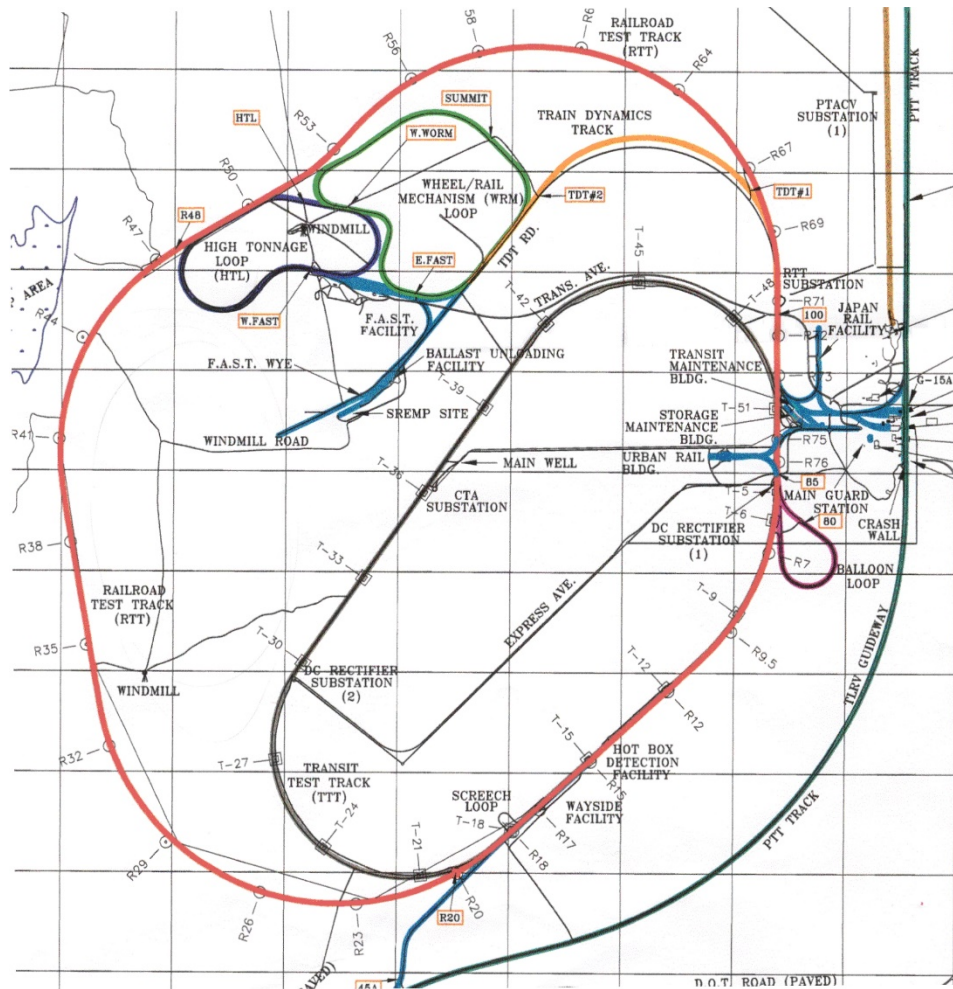 58
R56
RAILROAD
TEST TRACK
(RTT)
R64
PTT TRACK
PTACV
SUBSTATION
(1)
SUMMIT
HTL
R53
W.WORM
TRAIN DYNAMICS
TRACK
R67
R50
WHEEL/RAIL
MECHANISM (WRM)
LOOP
TDT#2
TDT#1
R48
WINDMILL
R69
R47
HIGH TONNAGE
LOOP
(HTL)
TDT RD.
T-45
AREA
E.FAST
TRANS. AVE.
RTT
SUBSTATION
T-48
R71
T-42
100
JAPAN
RAIL
FACILITY
W.FAST
F.A.S.T.
FACILITY
R44
R73
BALLAST UNLOADING
FACILITY
TRANSIT
MAINTENANCE
BLDG.
F.A.S.T. WYE
G-15A
T-39
SREMP SITE
T-51
STORAGE
MAINTENANCE
BLDG.
R41
WINDMILL ROAD
R75
URBAN RAIL
BLDG.
R76
MAIN WELL
T-36
CTA
SUBSTATION
T-5
85
MAIN GUARD
STATION
T-6
80
DC RECTIFIER
SUBSTATION
(1)
CRASH
WALL
R38
R7
BALLOON
LOOP
T-33
RAILROAD
TEST TRACK
(RTT)
EXPRESS AVE.
T-9
R9.5
R35
T-30
TLRV GUIDEWAY
DC RECTIFIER
SUBSTATION
(2)
T-12
WINDMILL
R12
R32
T-15
HOT BOX
DETECTION
FACILITY
T-27
TRANSIT
TEST TRACK
(TTT)
R15
SCREECH
LOOP
WAYSIDE
FACILITY
T-18
T-24
R17
PTT TRACK
R18
R29
T-21
R20
R20
R26
R23
45A
D.O.T. ROAD (PAVED)